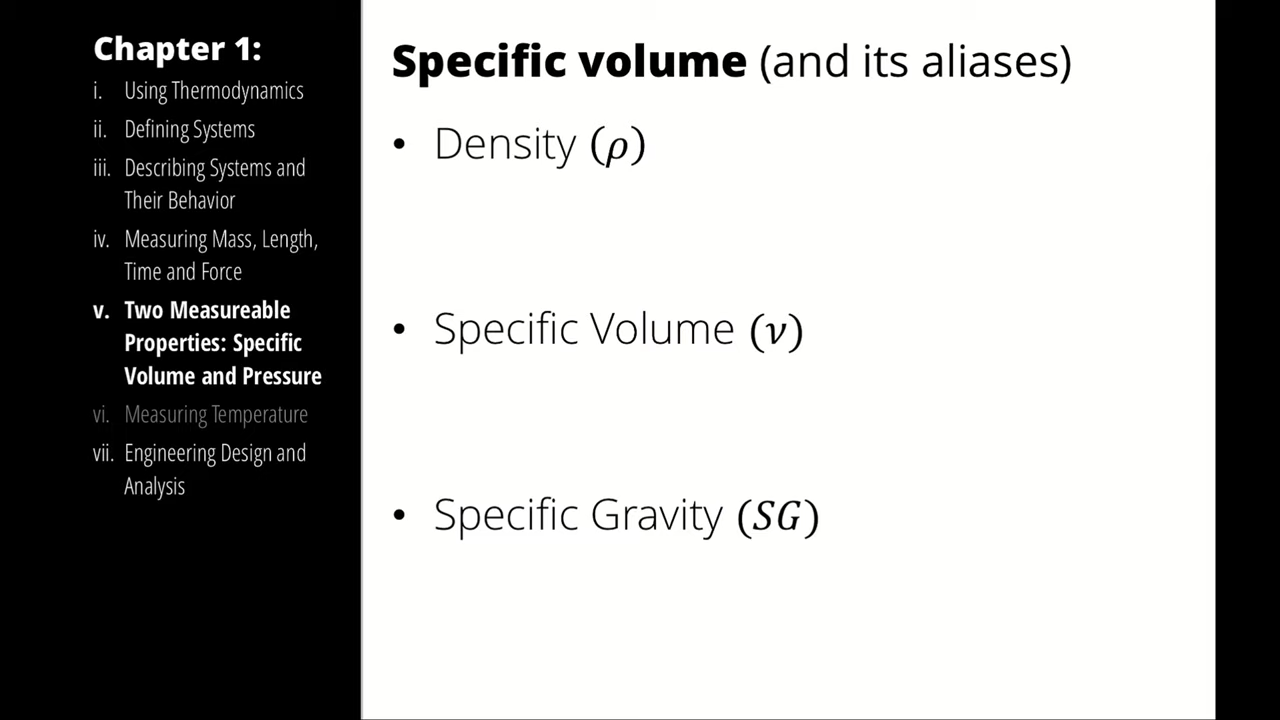 Chapter 1:
i. Using Thermodynamics
ii. Defining Systems
iii. Describing Systems and
Their Behavior
iv. Measuring Mass, Length,
Time and Force
v. Two Measureable
Properties: Specific
Volume and Pressure
vi. Measuring Temperature
vii. Engineering Design and
Analysis
Specific volume (and its aliases)
• Density (ρ)
• Specific Volume (ν)
• Specific Gravity (SG)